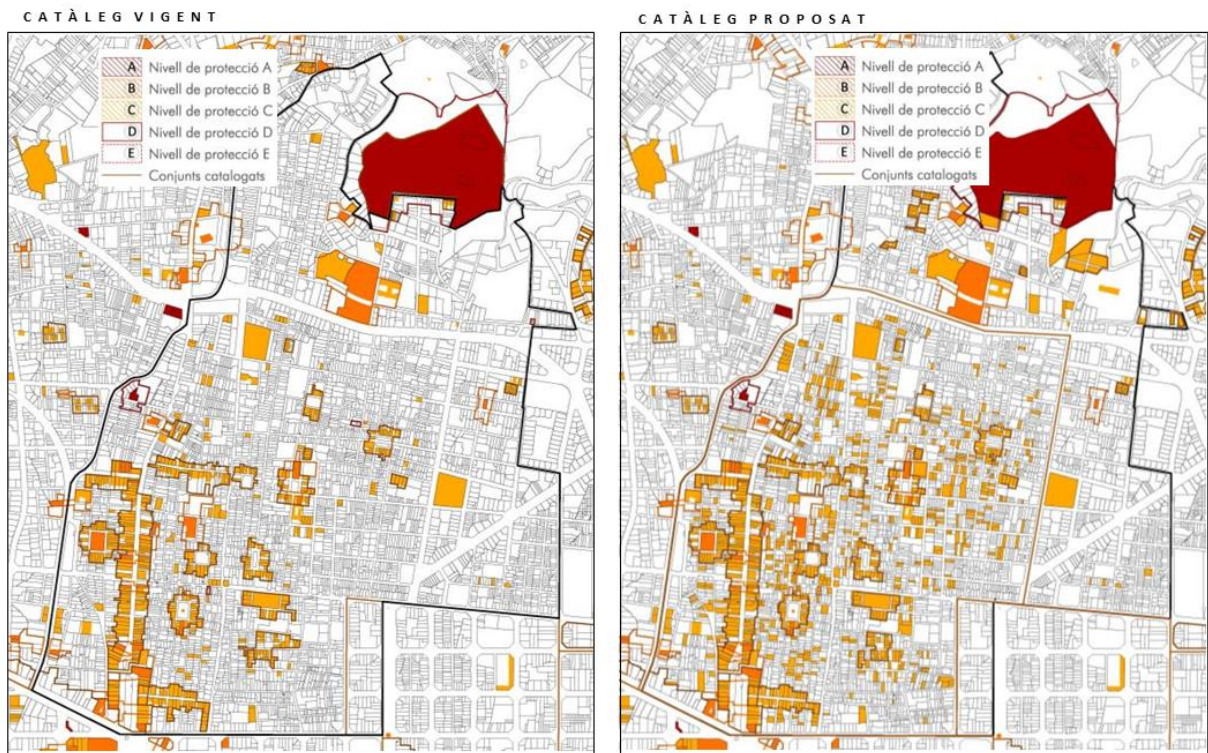 CATÀLEG VIGENT
A Nivell de protecció A
B Nivell de protecció B
C Nivell de protecció C
D Nivell de protecció D
E Nivell de protecció E
Conjunts catalogats
CATÀLEG PROPOSAT
A Nivell de protecció A
B Nivell de protecció B
C Nivell de protecció C
D Nivell de protecció D
E Nivell de protecció E
Conjunts catalogats